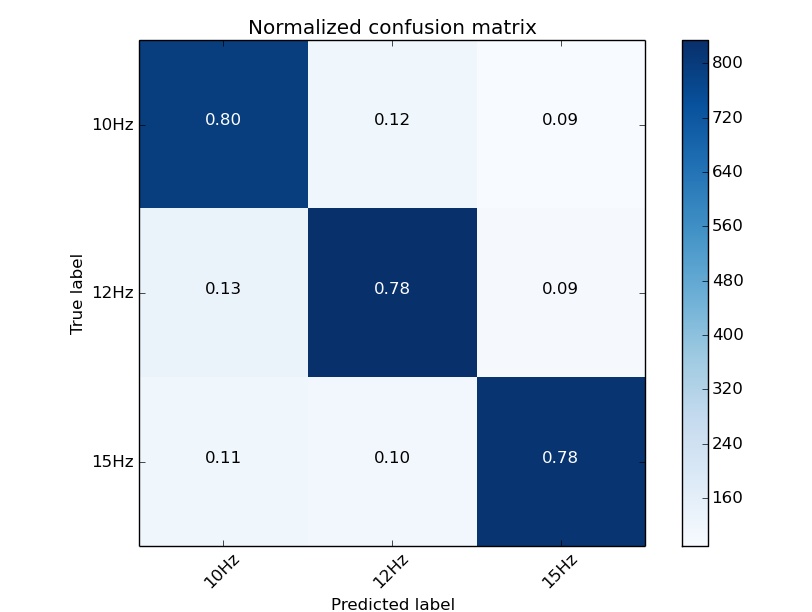 Normalized confusion matrix
True label
10Hz 0.80 0.12 0.09
12Hz 0.13 0.78 0.09
15Hz 0.11 0.10 0.78
10Hz 12Hz 15Hz
Predicted label
800
720
640
560
480
400
320
240
160